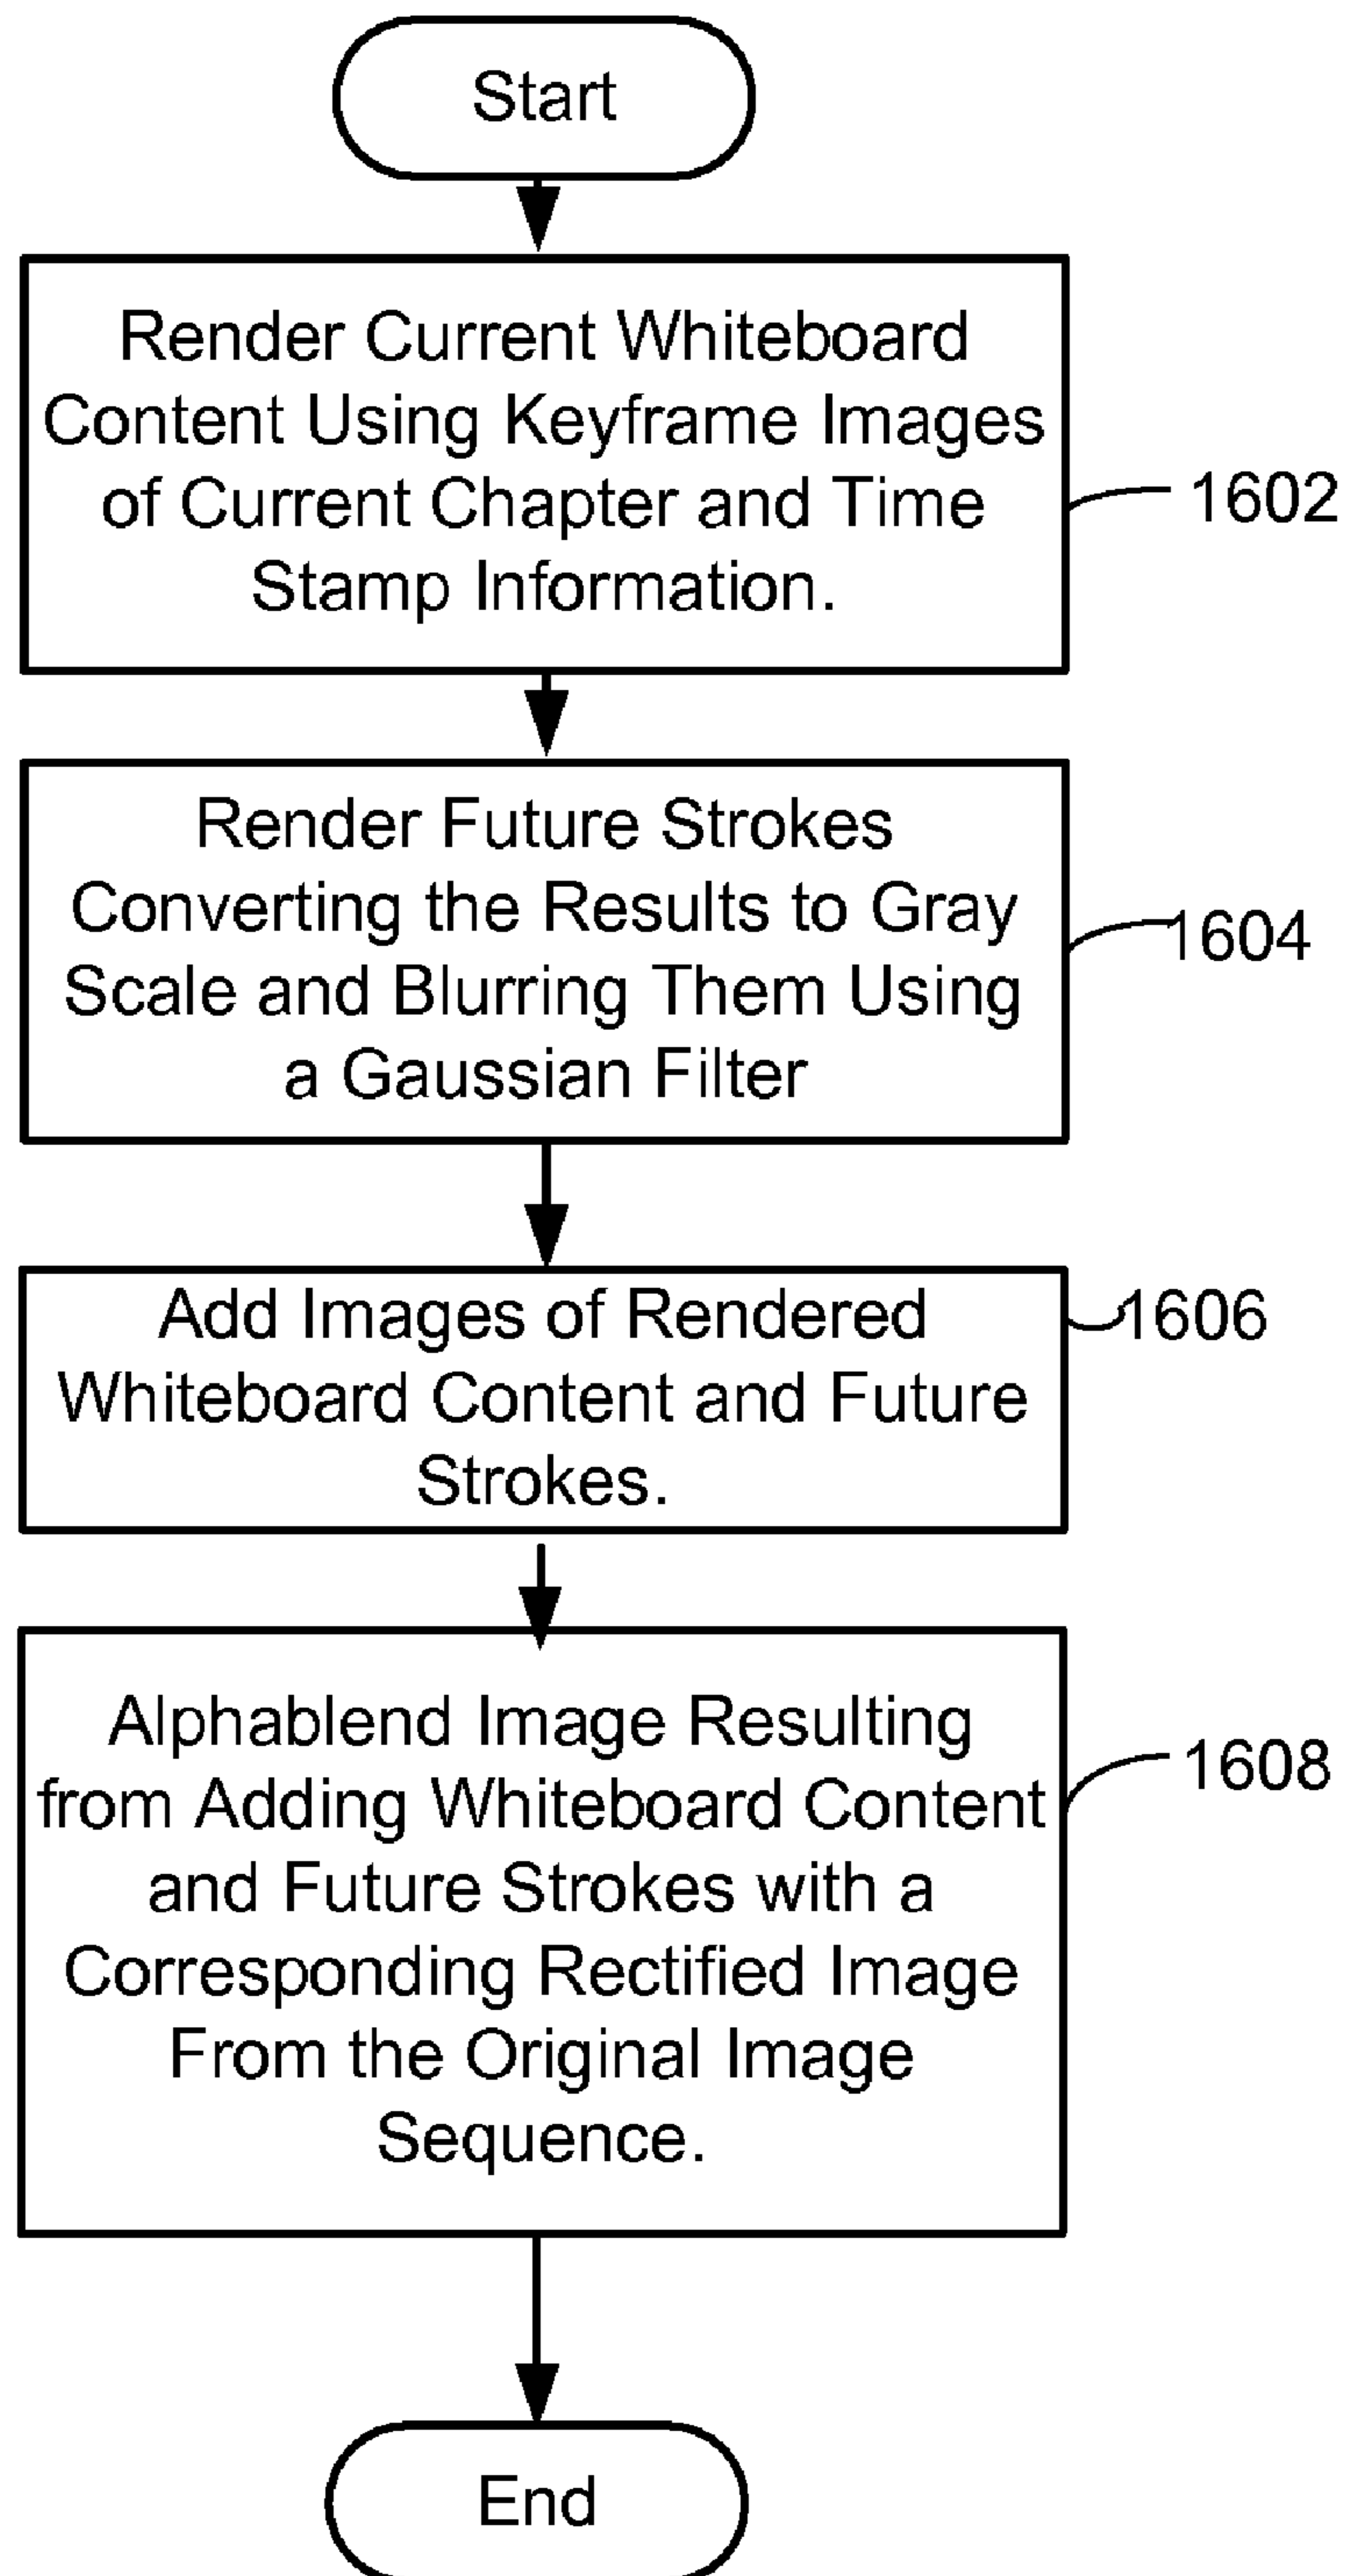 Start
Render Current Whiteboard
Content Using Keyframe Images
of Current Chapter and Time
Stamp Information.
1602
Render Future Strokes
Converting the Results to Gray
Scale and Blurring Them Using
a Gaussian Filter
1604
Add Images of Rendered
Whiteboard Content and Future
Strokes.
1606
Alphablend Image Resulting
from Adding Whiteboard Content
and Future Strokes with a
Corresponding Rectified Image
From the Original Image
Sequence.
1608
End